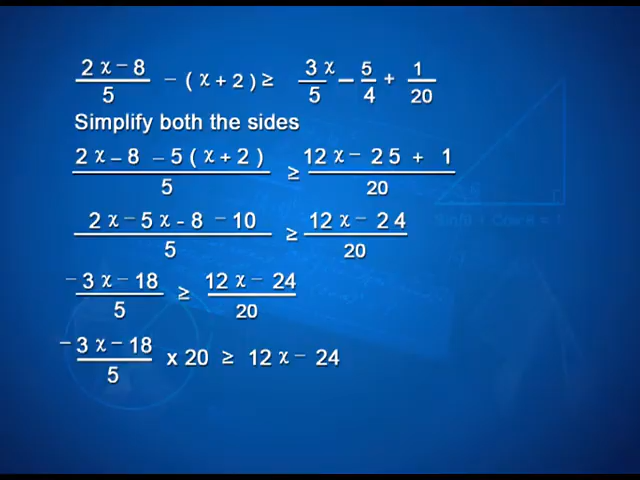 (2x - 8)/5 - (x + 2) ≥ 3x/5 - 5/4 + 1/20
Simplify both the sides
(2x - 8 - 5(x + 2))/5 ≥ (12x - 25 + 1)/20
(2x - 5x - 8 - 10)/5 ≥ (12x - 24)/20
(-3x - 18)/5 ≥ (12x - 24)/20
(-3x - 18)/5 x 20 ≥ 12x - 24